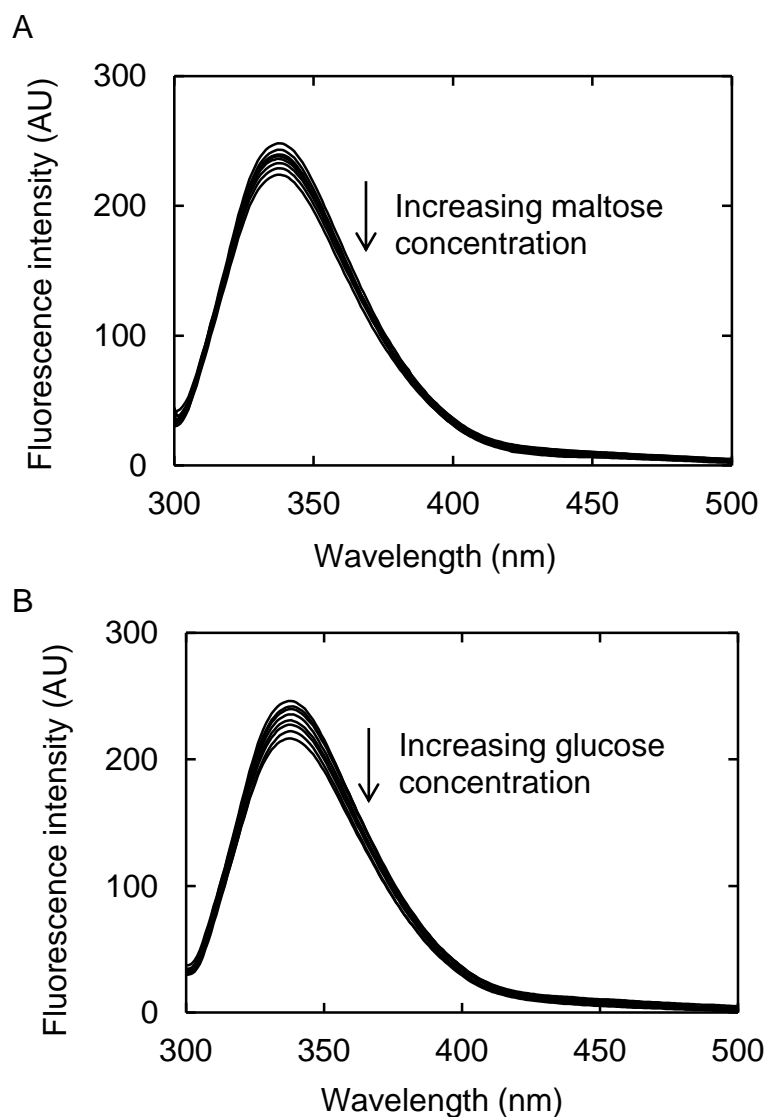 A
300
200
100
0
Fluorescence intensity (AU)
Increasing maltose
concentration
300 350 400 450 500
Wavelength (nm)
B
300
200
100
0
Fluorescence intensity (AU)
Increasing glucose
concentration
300 350 400 450 500
Wavelength (nm)